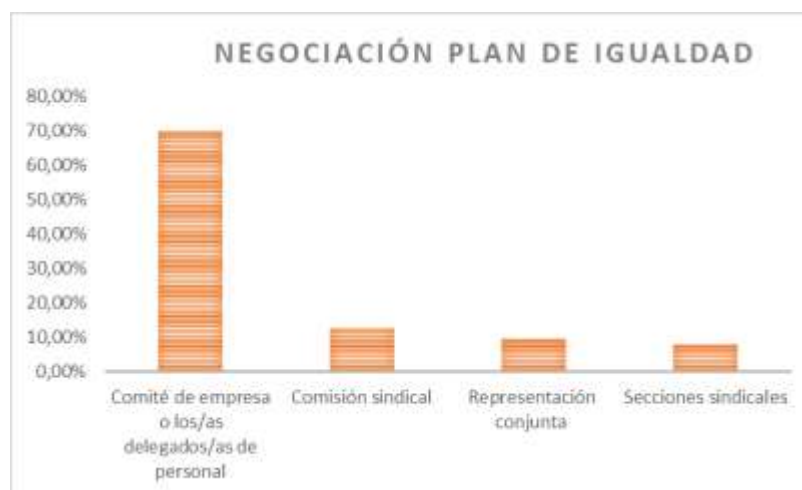 NEGOCIACIÓN PLAN DE IGUALDAD
80,00%
70,00%
60,00%
50,00%
40,00%
30,00%
20,00%
10,00%
0,00%
Comité de empresa
o los/as
delegados/as de
personal
Comisión sindical
Representación
conjunta
Secciones sindicales